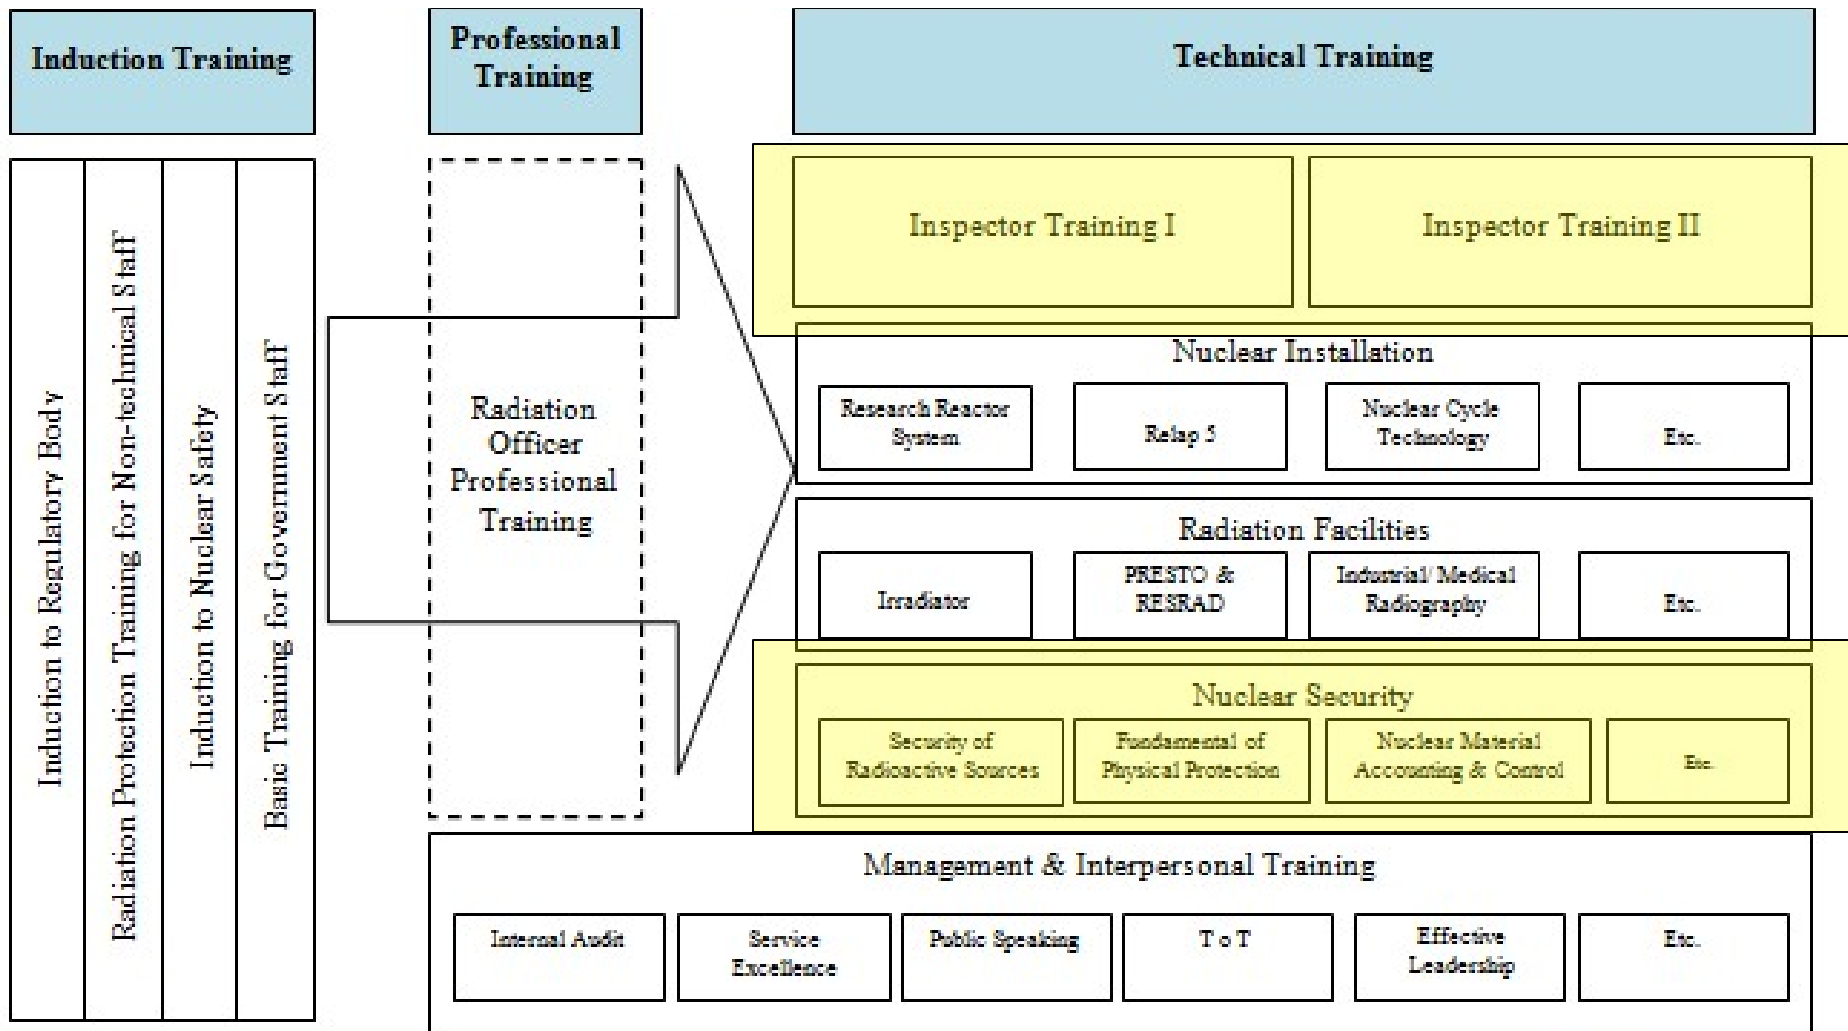 Induction Training
Professional
Training
Technical Training
Induction to Regulatory Body
Radiation Protection Training for Non-technical Staff
Induction to Nuclear Safety
Basic Training for Government Staff
Radiation
Officer
Professional
Training
Inspector Training I
Inspector Training II
Nuclear Installation
Research Reactor
System
Relap 5
Nuclear Cycle
Technology
Etc.
Radiation Facilities
Irradiator
PRESTO &
RESRAD
Industrial/ Medical
Radiography
Etc.
Nuclear Security
Security of
Radioactive Sources
Fundamental of
Physical Protection
Nuclear Material
Accounting & Control
Etc.
Management & Interpersonal Training
Internal Audit
Service
Excellence
Public Speaking
T o T
Effective
Leadership
Etc.